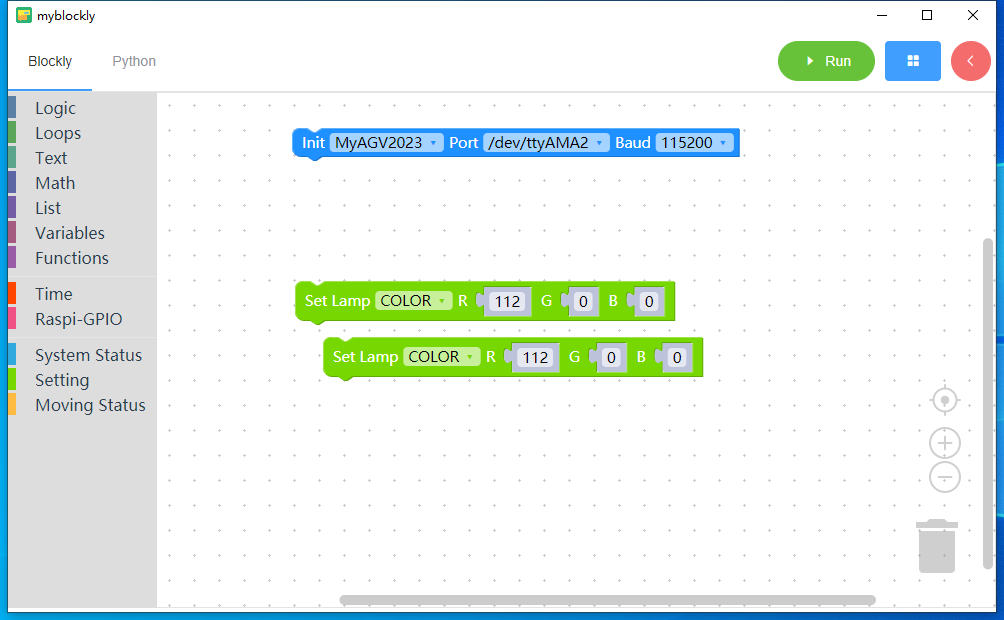 myblockly
Blockly Python Run
Logic
Loops
Text
Math
List
Variables
Functions
Time
Raspi-GPIO
System Status
Setting
Moving Status
Init MyAGV2023 Port /dev/ttyAMA2 Baud 115200
Set Lamp COLOR R 112 G 0 B 0
Set Lamp COLOR R 112 G 0 B 0